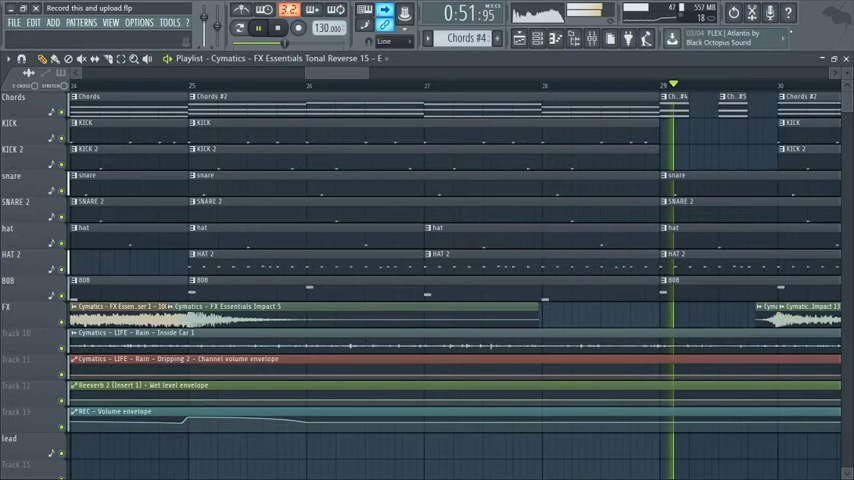 Record this and upload.flp
FILE EDIT ADD PATTERNS VIEW OPTIONS TOOLS ?
3.2
130.000
Line
0:51:95
Chords #4
47
557 MB
18
03/04 FLEX | Atlantis by
Black Octopus Sound
Playlist - Cymatics - FX Essentials Tonal Reverse 15 - E
24 25 26 27 28 29 30
Chords Chords Chords #2 Ch..#4 Ch..#5 Chords #2
KICK KICK KICK KICK
KICK 2 KICK 2 KICK 2 KICK 2
snare snare snare snare
SNARE 2 SNARE 2 SNARE 2 SNARE 2
hat hat hat hat hat
HAT 2 HAT 2 HAT 2 HAT 2
808 808 808 808
FX Cymatics - FX Essen..ser 1 - 10 Cymatics - FX Essentials Impact 5 Cymatic..Impact 13
Track 10 Cymatics - LIFE - Rain - Inside Car 1
Track 11 Cymatics - LIFE - Rain - Dripping 2 - Channel volume envelope
Track 12 Reeverb 2 (Insert 1) - Wet level envelope
Track 13 REC - Volume envelope
lead
Track 15